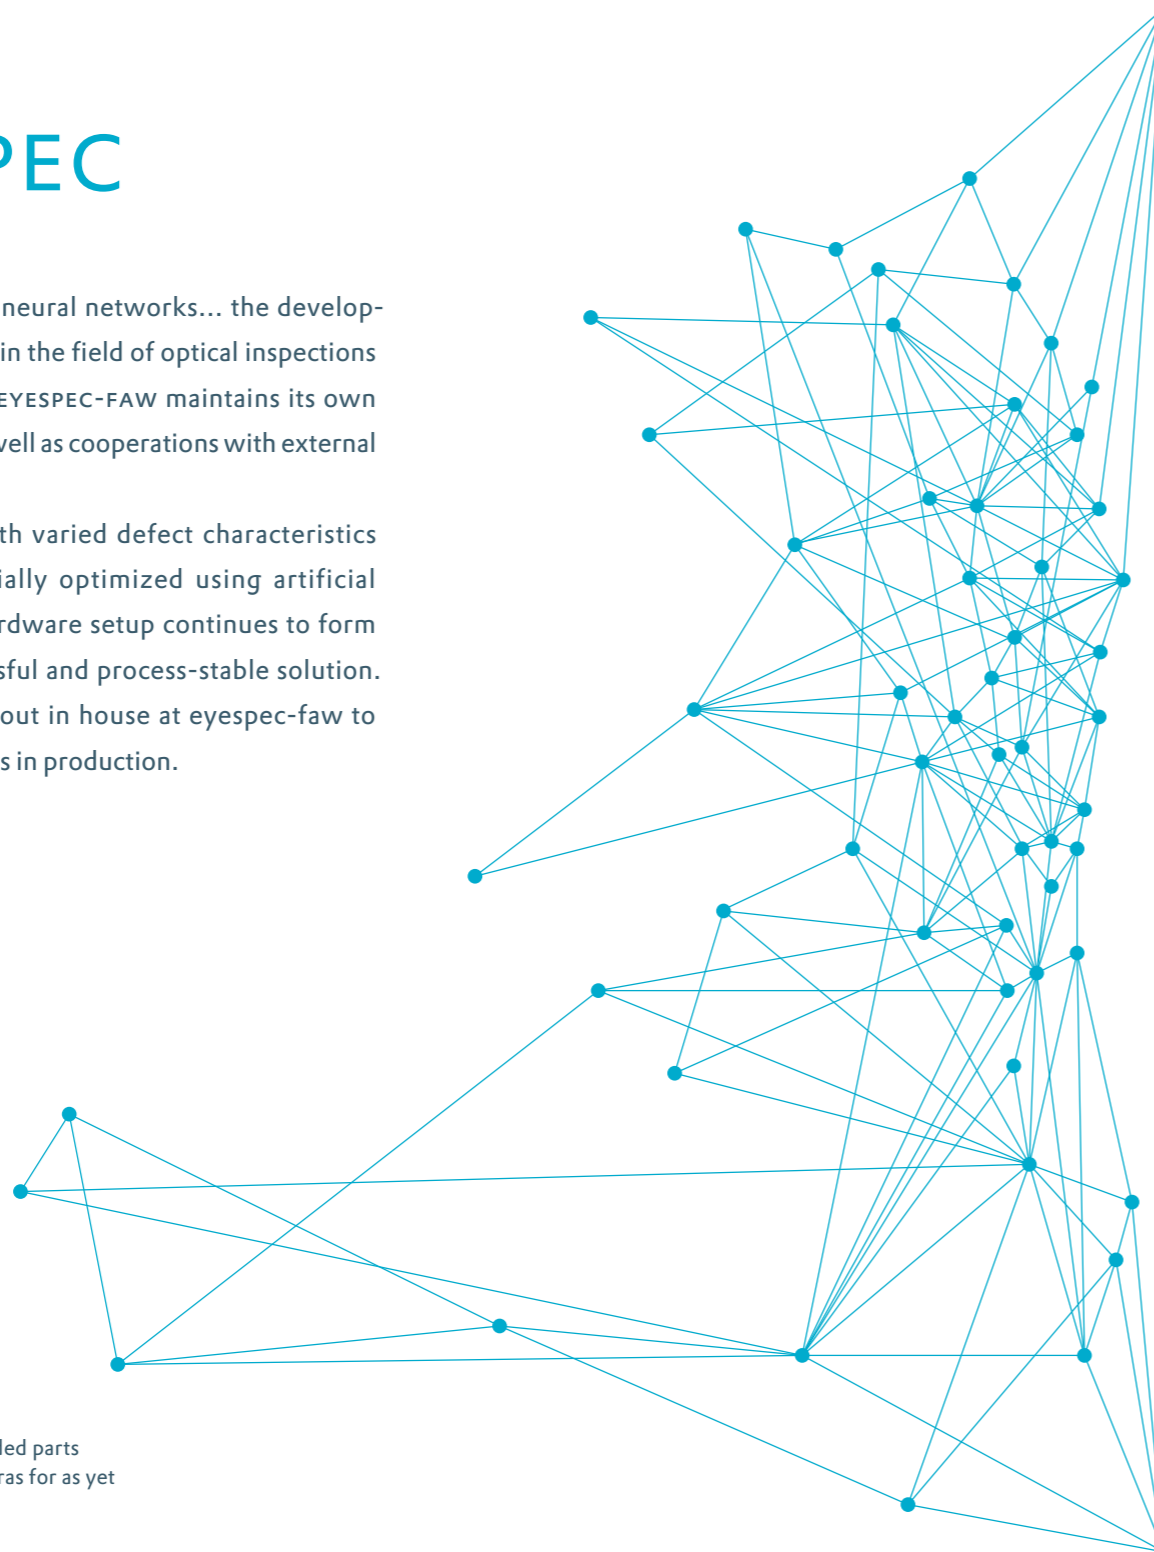 PEC
neural networks... the develop-
in the field of optical inspections
EYESPEC-FAW maintains its own
well as cooperations with external
th varied defect characteristics
ially optimized using artificial
rdware setup continues to form
sful and process-stable solution.
out in house at eyespec-faw to
s in production.
led parts
ras for as yet